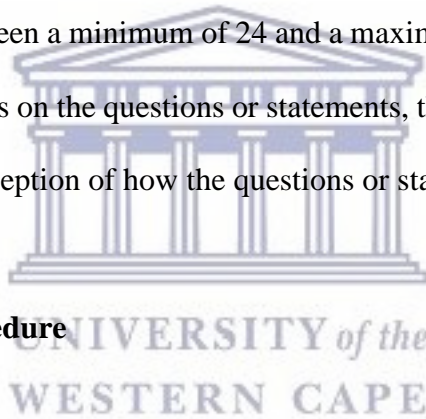 een a minimum of 24 and a maxin
s on the questions or statements, t
eption of how the questions or sta
edure
UNIVERSITY of the
WESTERN CAPE